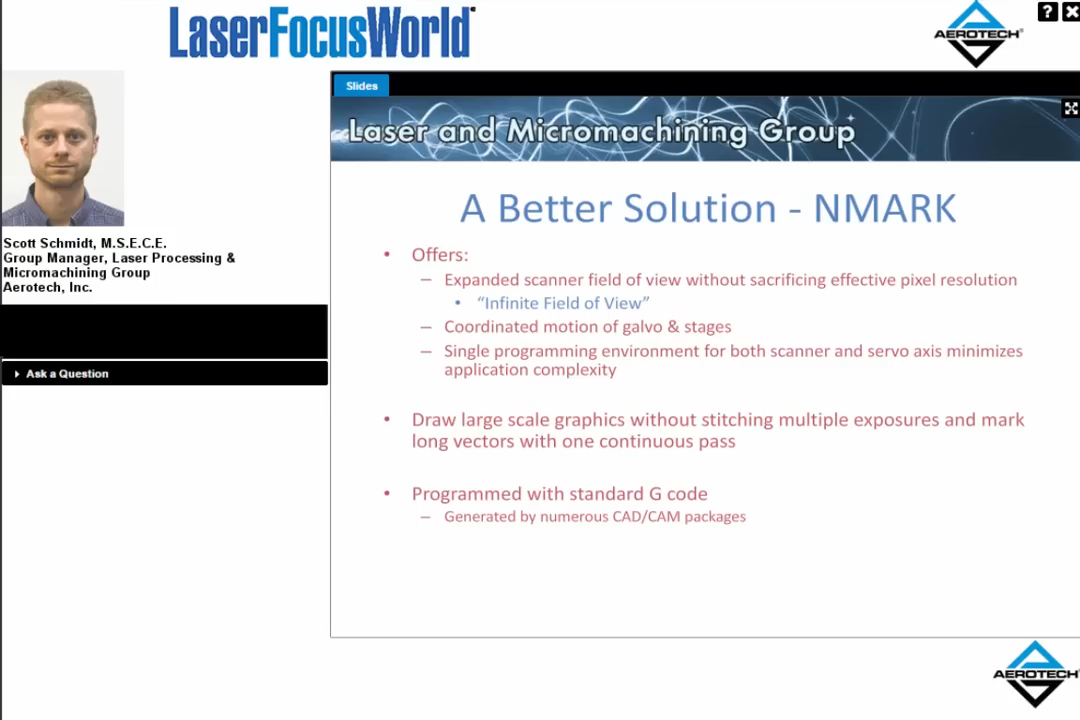 LaserFocusWorld
AEROTECH
?
Scott Schmidt, M.S.E.C.E.
Group Manager, Laser Processing &
Micromachining Group
Aerotech, Inc.
Ask a Question
Slides
Laser and Micromachining Group
A Better Solution - NMARK
• Offers:
– Expanded scanner field of view without sacrificing effective pixel resolution
• “Infinite Field of View”
– Coordinated motion of galvo & stages
– Single programming environment for both scanner and servo axis minimizes
application complexity
• Draw large scale graphics without stitching multiple exposures and mark
long vectors with one continuous pass
• Programmed with standard G code
– Generated by numerous CAD/CAM packages
AEROTECH